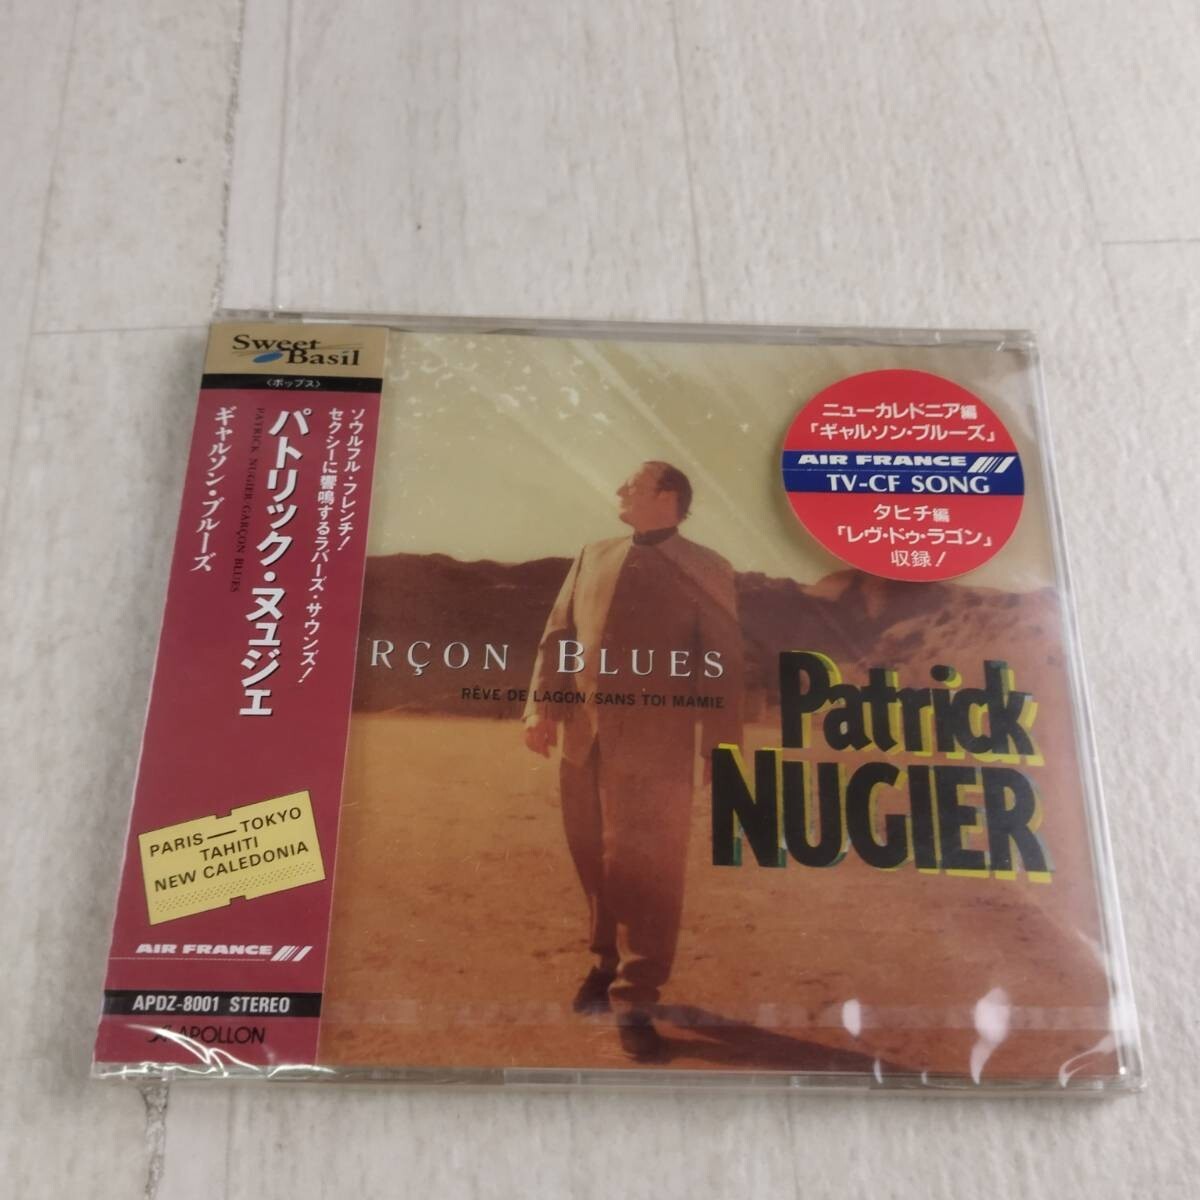 Sweet
Basil
〈ポップス〉
ソウルフル・フレンチ!
セクシーに響鳴するラバーズ・サウンズ!
パトリック・ヌジェ
PATRICK NUGIER/GARÇON BLUES
ギャルソン・ブルーズ
PARIS — TOKYO
TAHITI
NEW CALEDONIA
AIR FRANCE
APDZ-8001 STEREO
APOLLON
ニューカレドニア編
「ギャルソン・ブルーズ」
AIR FRANCE
TV-CF SONG
タヒチ編
「レヴ・ドゥ・ラゴン」
収録!
RÇON BLUES
RÊVE DE LAGON/SANS TOI MAMIE
Patrick
NUGIER